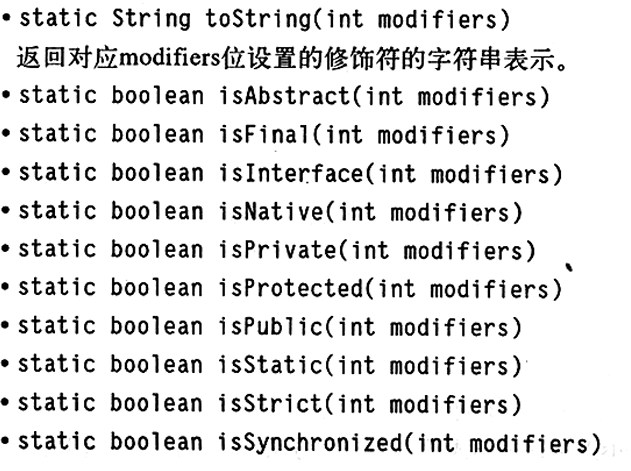 • static String toString(int modifiers)
返回对应modifiers位设置的修饰符的字符串表示。
• static boolean isAbstract(int modifiers)
• static boolean isFinal(int modifiers)
• static boolean isInterface(int modifiers)
• static boolean isNative(int modifiers)
• static boolean isPrivate(int modifiers)
• static boolean isProtected(int modifiers)
• static boolean isPublic(int modifiers)
• static boolean isStatic(int modifiers)
• static boolean isStrict(int modifiers)
• static boolean isSynchronized(int modifiers)